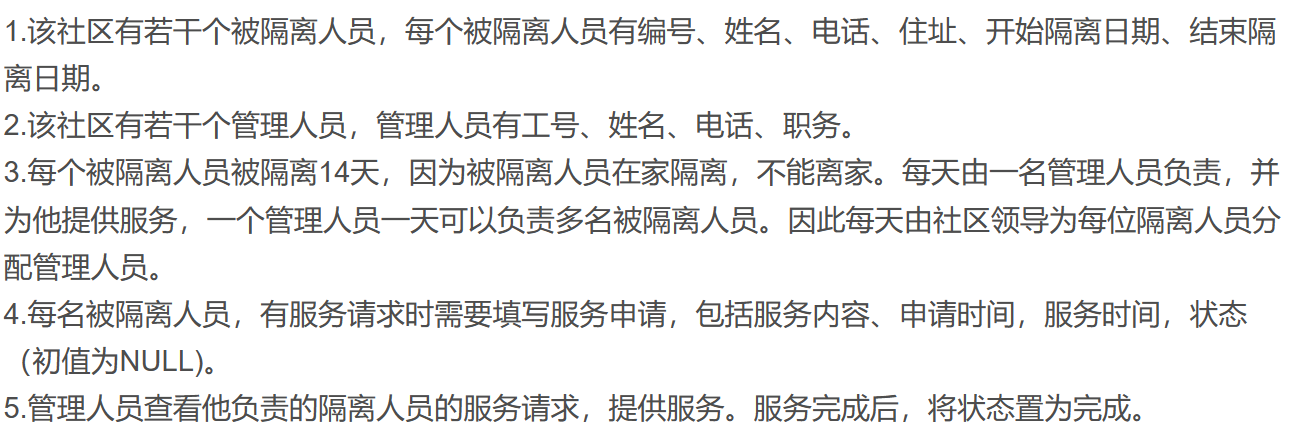 1.该社区有若干个被隔离人员，每个被隔离人员有编号、姓名、电话、住址、开始隔离日期、结束隔
离日期。
2.该社区有若干个管理人员，管理人员有工号、姓名、电话、职务。
3.每个被隔离人员被隔离14天，因为被隔离人员在家隔离，不能离家。每天由一名管理人员负责，并
为他提供服务，一个管理人员一天可以负责多名被隔离人员。因此每天由社区领导为每位隔离人员分
配管理人员。
4.每名被隔离人员，有服务请求时需要填写服务申请，包括服务内容、申请时间，服务时间，状态
（初值为NULL)。
5.管理人员查看他负责的隔离人员的服务请求，提供服务。服务完成后，将状态置为完成。